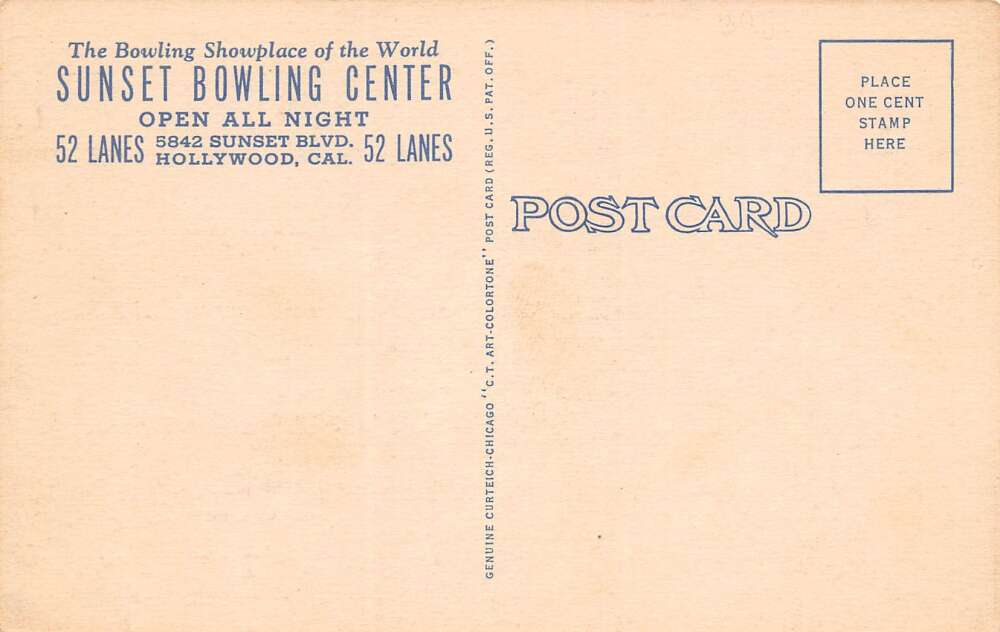 The Bowling Showplace of the World
SUNSET BOWLING CENTER
OPEN ALL NIGHT
52 LANES 5842 SUNSET BLVD. 52 LANES
HOLLYWOOD, CAL.
GENUINE CURTEICH-CHICAGO "C.T. ART-COLORTONE" POST CARD (REG. U.S. PAT. OFF.)
POST CARD
PLACE
ONE CENT
STAMP
HERE